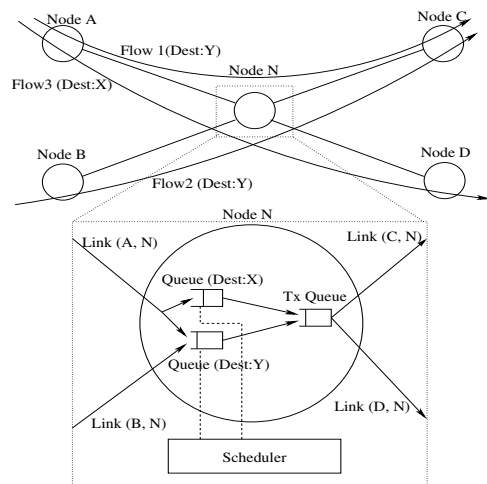 Node A
Node C
Flow 1(Dest:Y)
Node N
Flow3 (Dest:X)
Node B
Node D
Flow2 (Dest:Y)
Node N
Link (A, N)
Link (C, N)
Queue (Dest:X)
Tx Queue
Queue (Dest:Y)
Link (B, N)
Link (D, N)
Scheduler